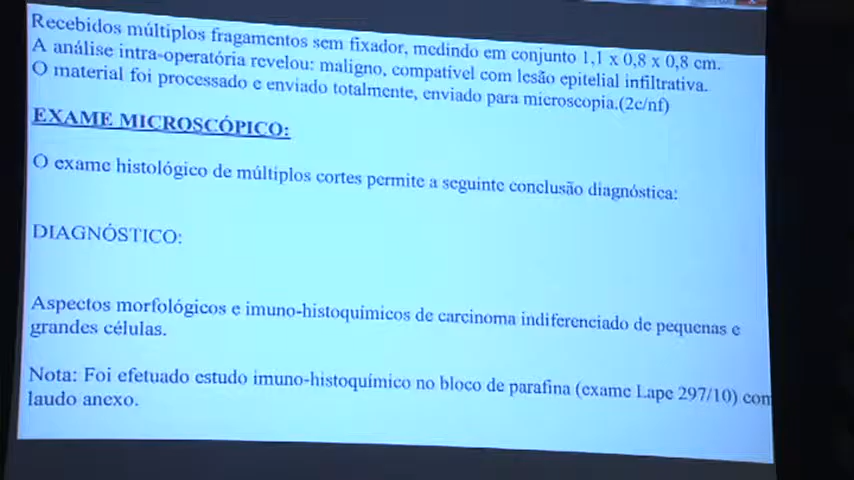 Recebidos múltiplos fragamentos sem fixador, medindo em conjunto 1,1 x 0,8 x 0,8 cm.
A análise intra-operatória revelou: maligno, compatível com lesão epitelial infiltrativa.
O material foi processado e enviado totalmente, enviado para microscopia.(2c/nf)
EXAME MICROSCÓPICO:
O exame histológico de múltiplos cortes permite a seguinte conclusão diagnóstica:
DIAGNÓSTICO:
Aspectos morfológicos e imuno-histoquímicos de carcinoma indiferenciado de pequenas e
grandes células.
Nota: Foi efetuado estudo imuno-histoquímico no bloco de parafina (exame Lape 297/10) com
laudo anexo.